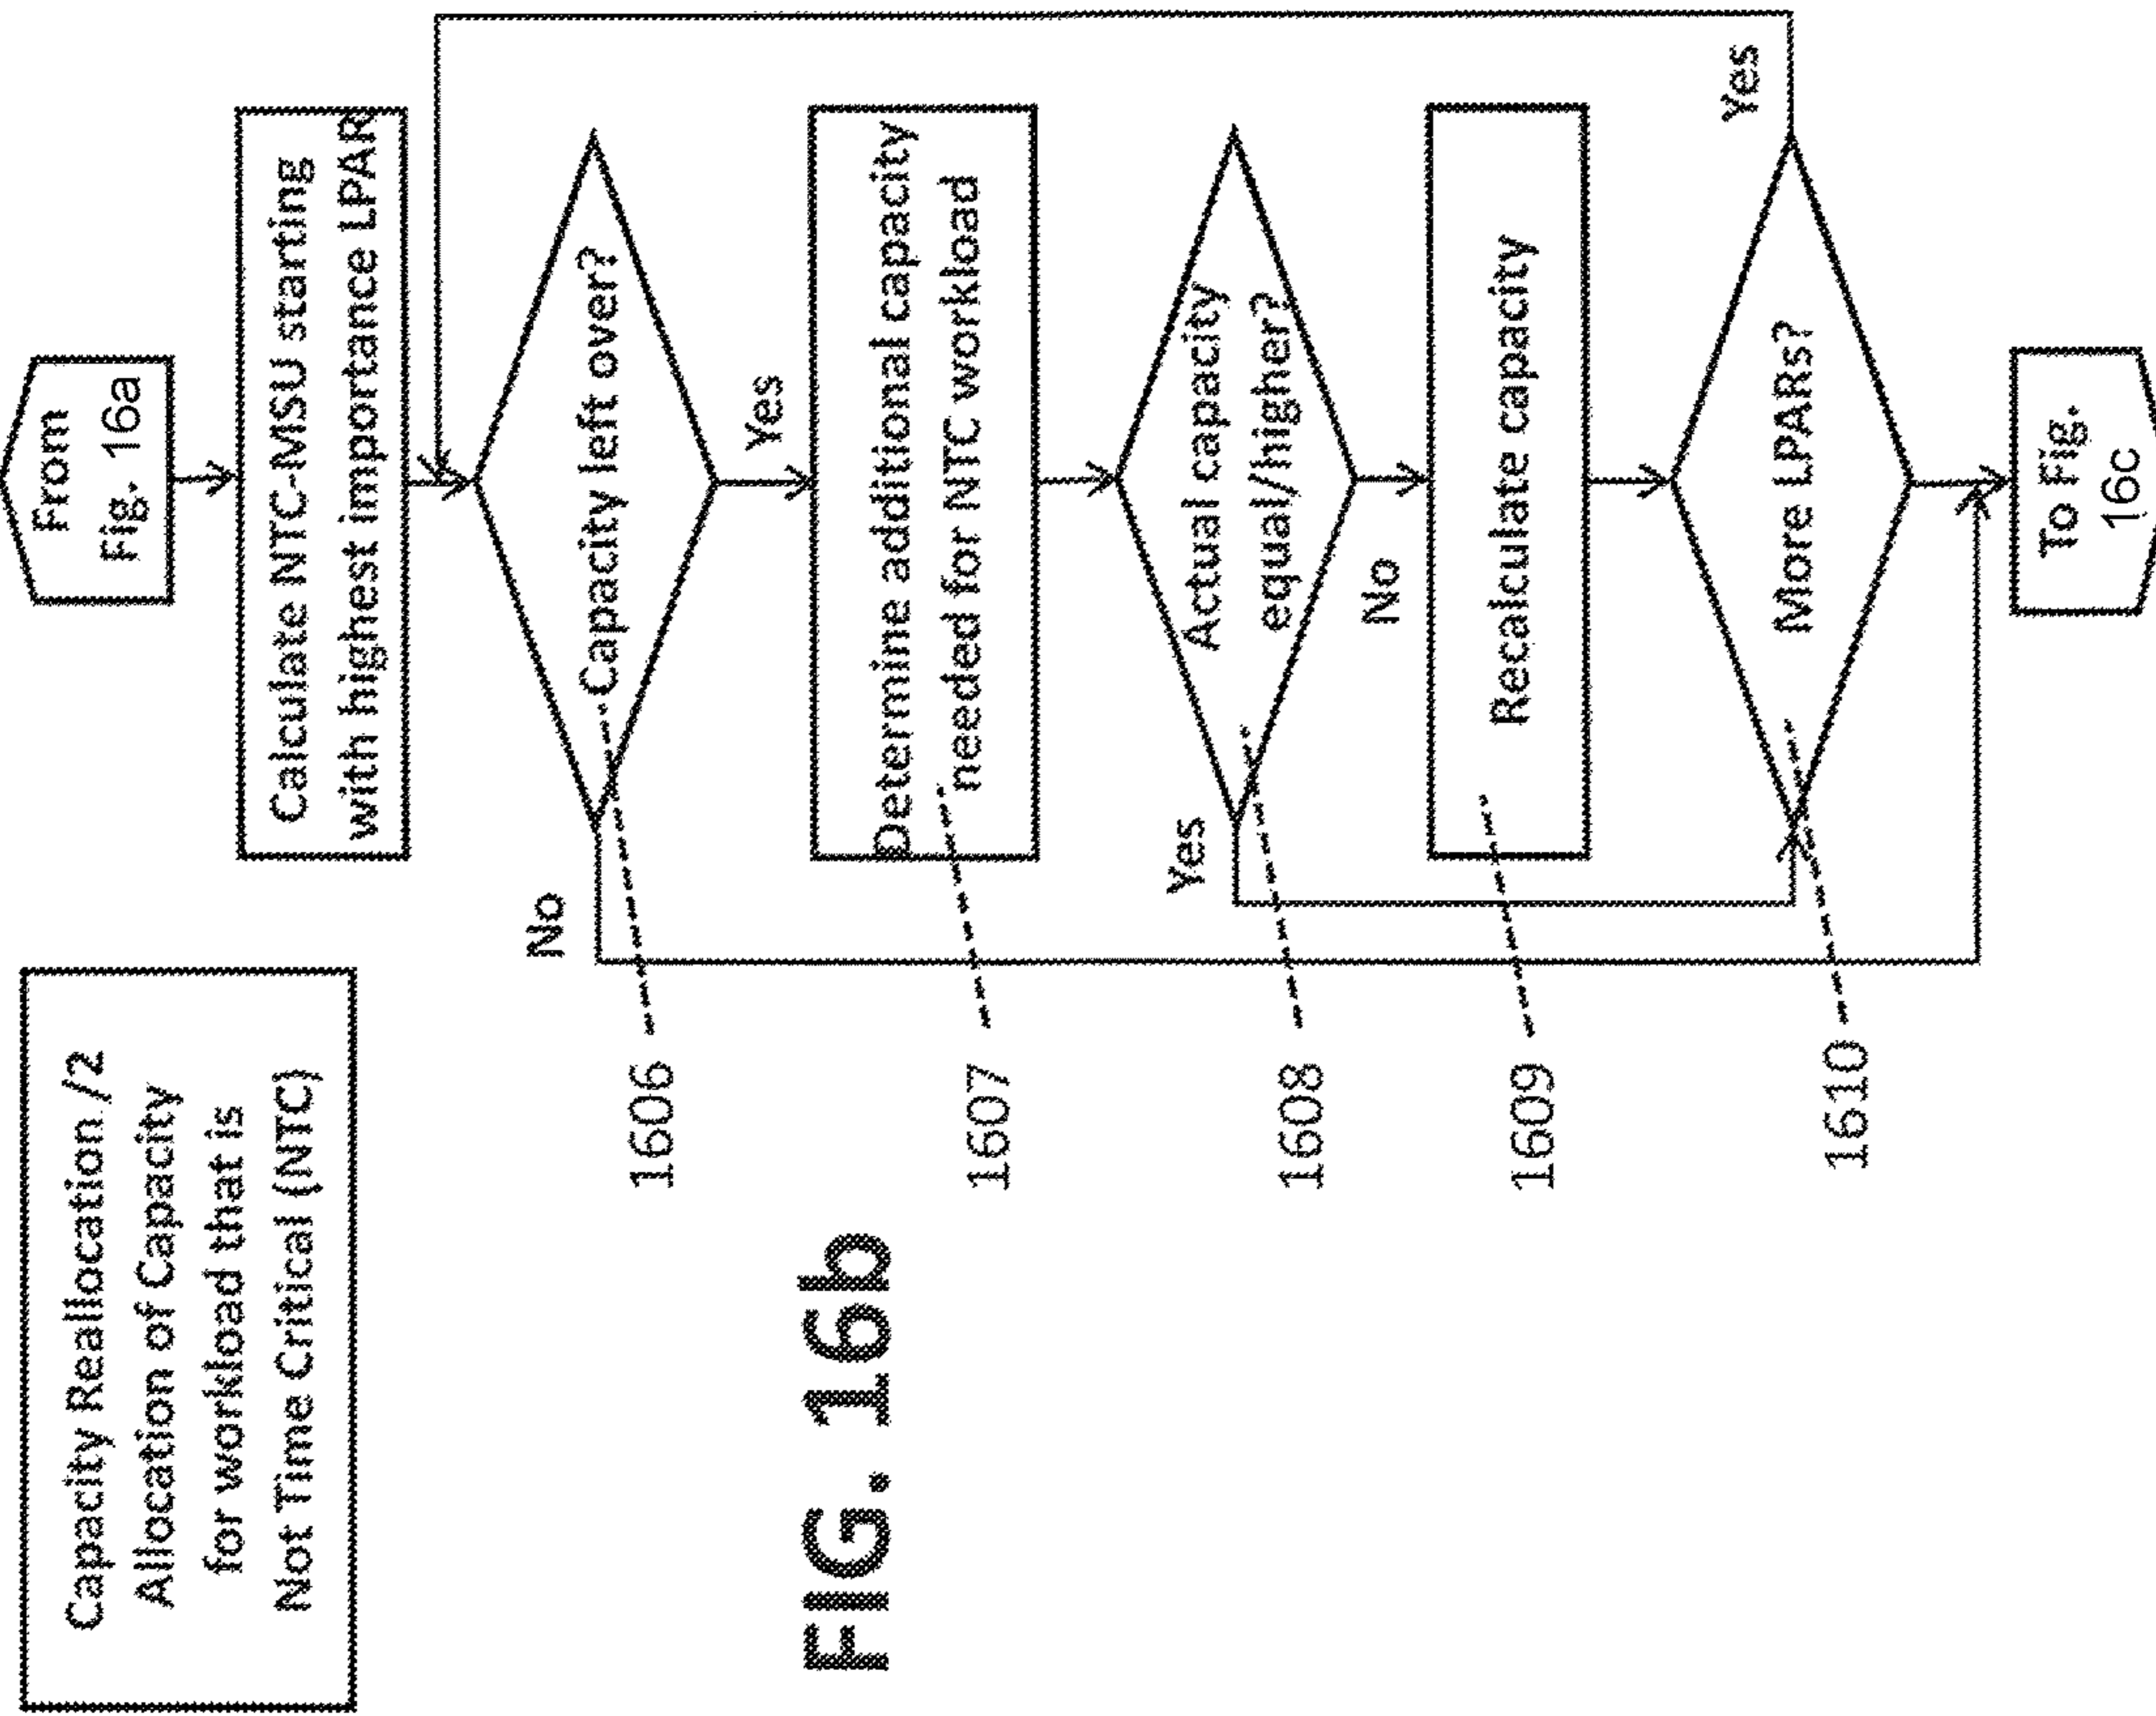 Capacity Reallocation /2
Allocation of Capacity
for workload that is
Not Time Critical (NTC)
From
Fig. 16a
Calculate NTC-MSU starting
with highest importance LPAR
Capacity left over?
No
Yes
1606
Determine additional capacity
needed for NTC workload
1607
Actual capacity
equal/higher?
Yes
No
1608
Recalculate capacity
1609
More LPARs?
Yes
1610
To Fig.
16c
FIG. 16b